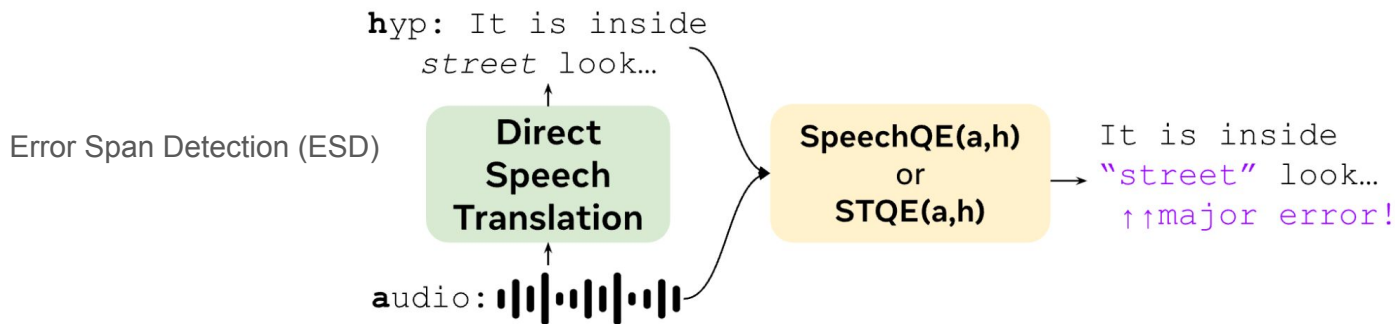 hyp: It is inside
street look…
Error Span Detection (ESD)
Direct
Speech
Translation
audio:
SpeechQE(a,h)
or
STQE(a,h)
It is inside
“street” look…
↑↑major error!